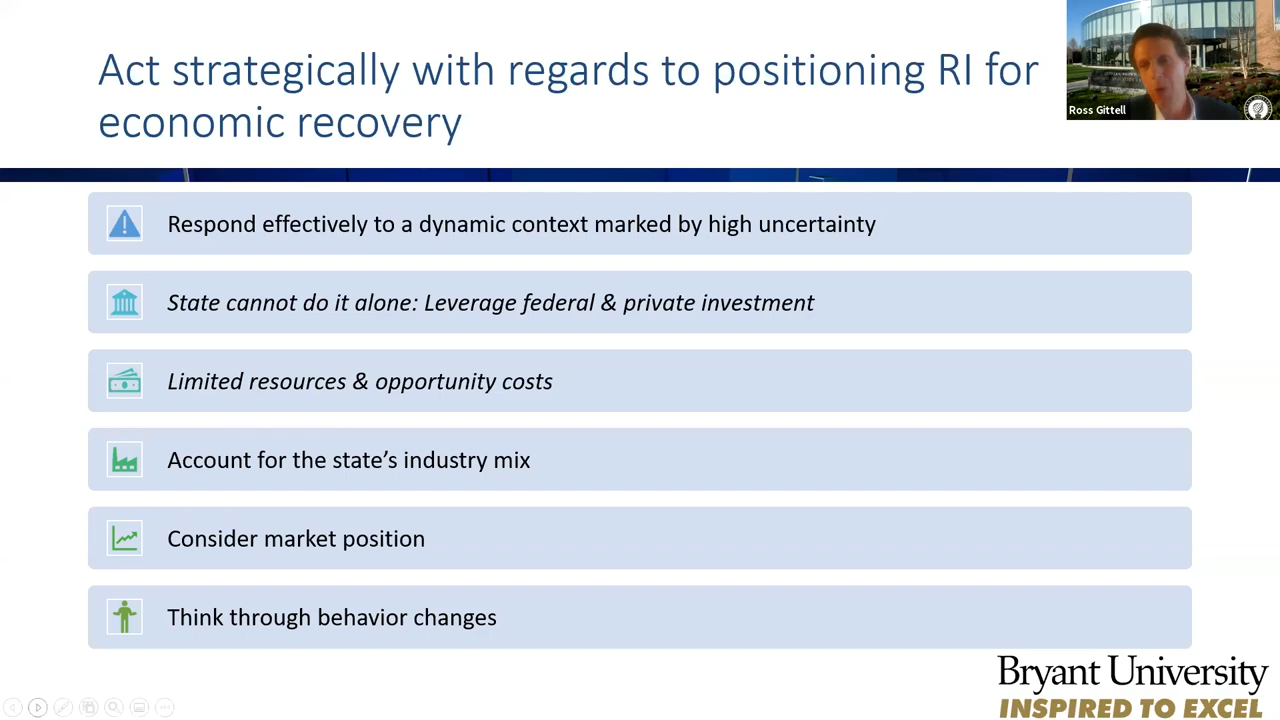 Act strategically with regards to positioning RI for
economic recovery
Ross Gittell
Respond effectively to a dynamic context marked by high uncertainty
State cannot do it alone: Leverage federal & private investment
Limited resources & opportunity costs
Account for the state's industry mix
Consider market position
Think through behavior changes
Bryant University
INSPIRED TO EXCEL